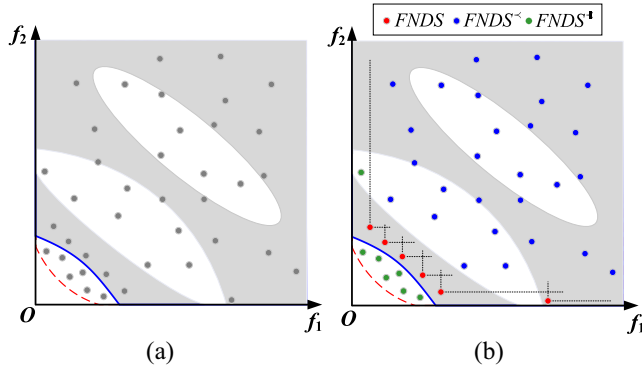 FNDS FNDS≺ FNDS⊣⊦
f₂ f₂
O f₁ O f₁
(a) (b)